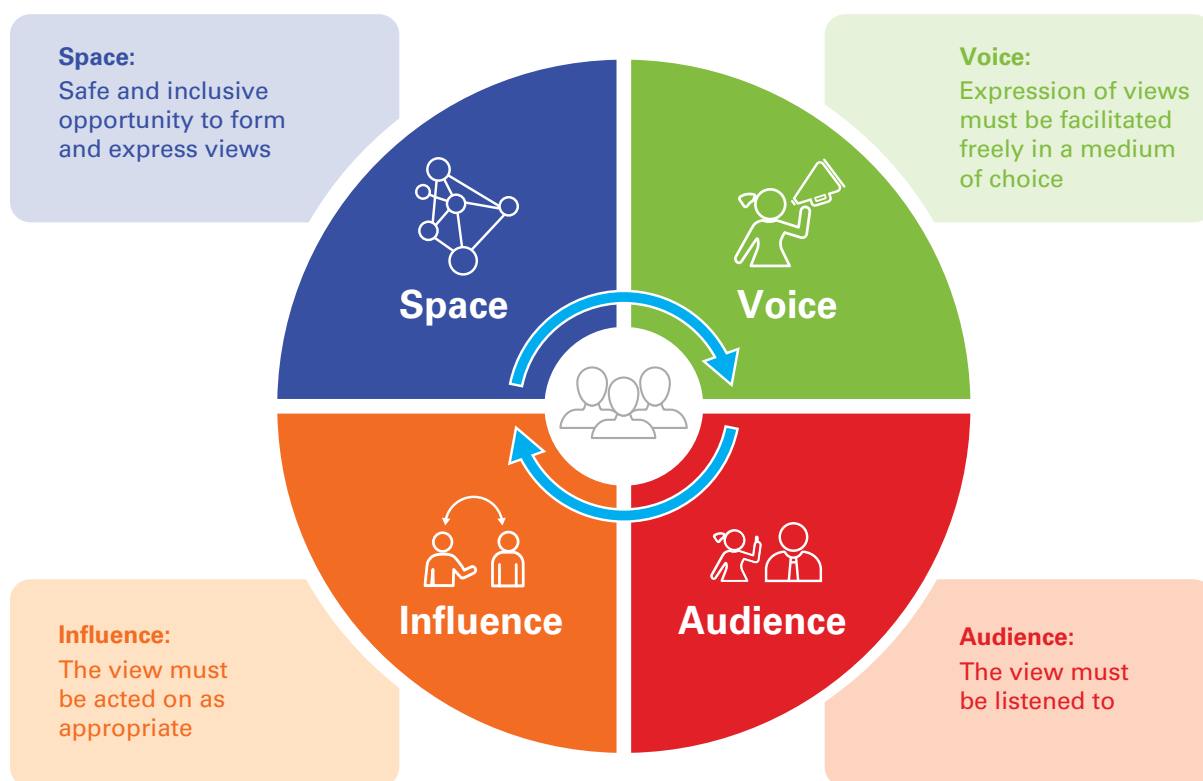 Space:
Safe and inclusive
opportunity to form
and express views
Voice:
Expression of views
must be facilitated
freely in a medium
of choice
Space
Voice
Influence
Audience
Influence:
The view must
be acted on as
appropriate
Audience:
The view must
be listened to